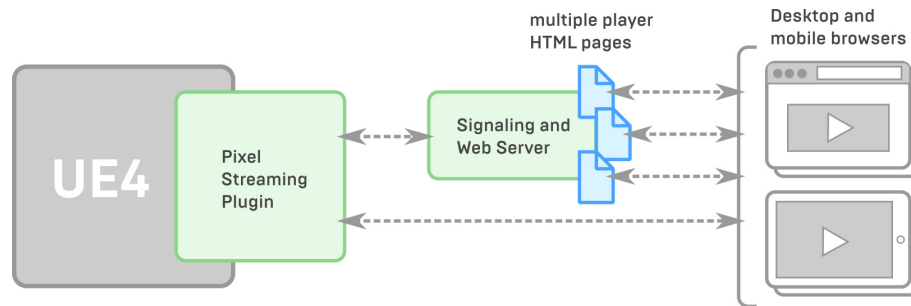 multiple player
HTML pages
Desktop and
mobile browsers
UE4
Pixel
Streaming
Plugin
Signaling and
Web Server